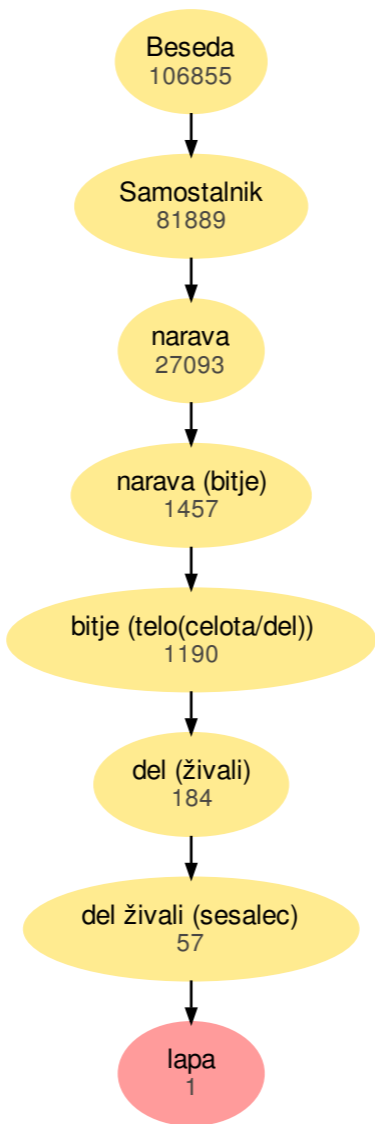 Beseda
106855
Samostalnik
81889
narava
27093
narava (bitje)
1457
bitje (telo(celota/del))
1190
del (živali)
184
del živali (sesalec)
57
lapa
1